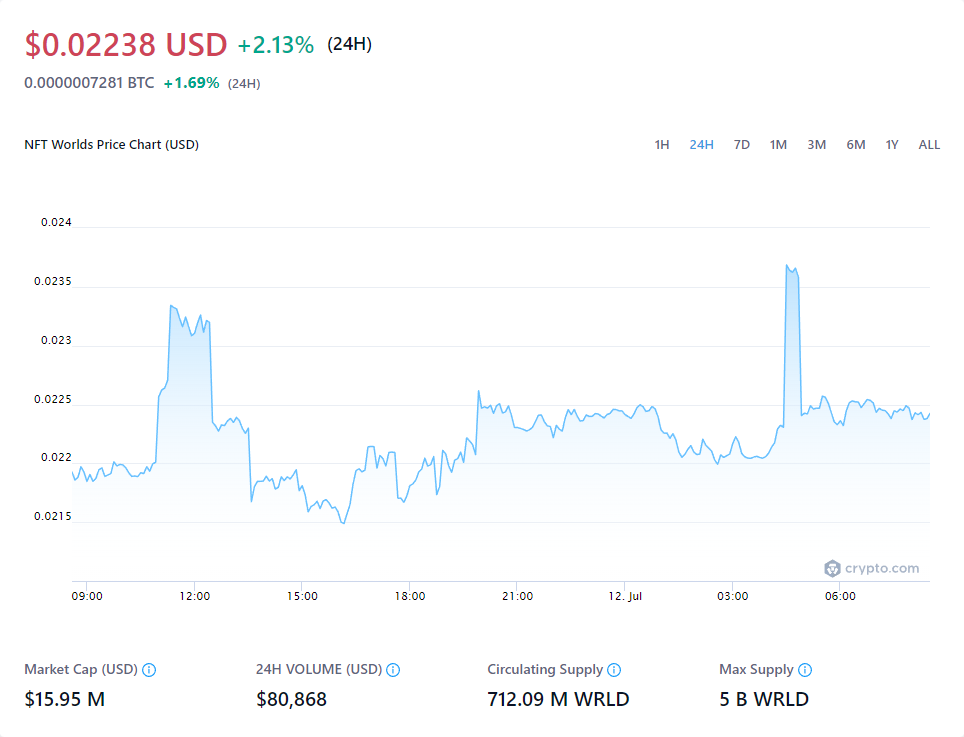 $0.02238 USD +2.13% (24H)
0.0000007281 BTC +1.69% (24H)
NFT Worlds Price Chart (USD) 1H 24H 7D 1M 3M 6M 1Y ALL
0.024
0.0235
0.023
0.0225
0.022
0.0215
crypto.com
09:00 12:00 15:00 18:00 21:00 12. Jul 03:00 06:00
Market Cap (USD) 24H VOLUME (USD) Circulating Supply Max Supply
$15.95 M $80,868 712.09 M WRLD 5 B WRLD